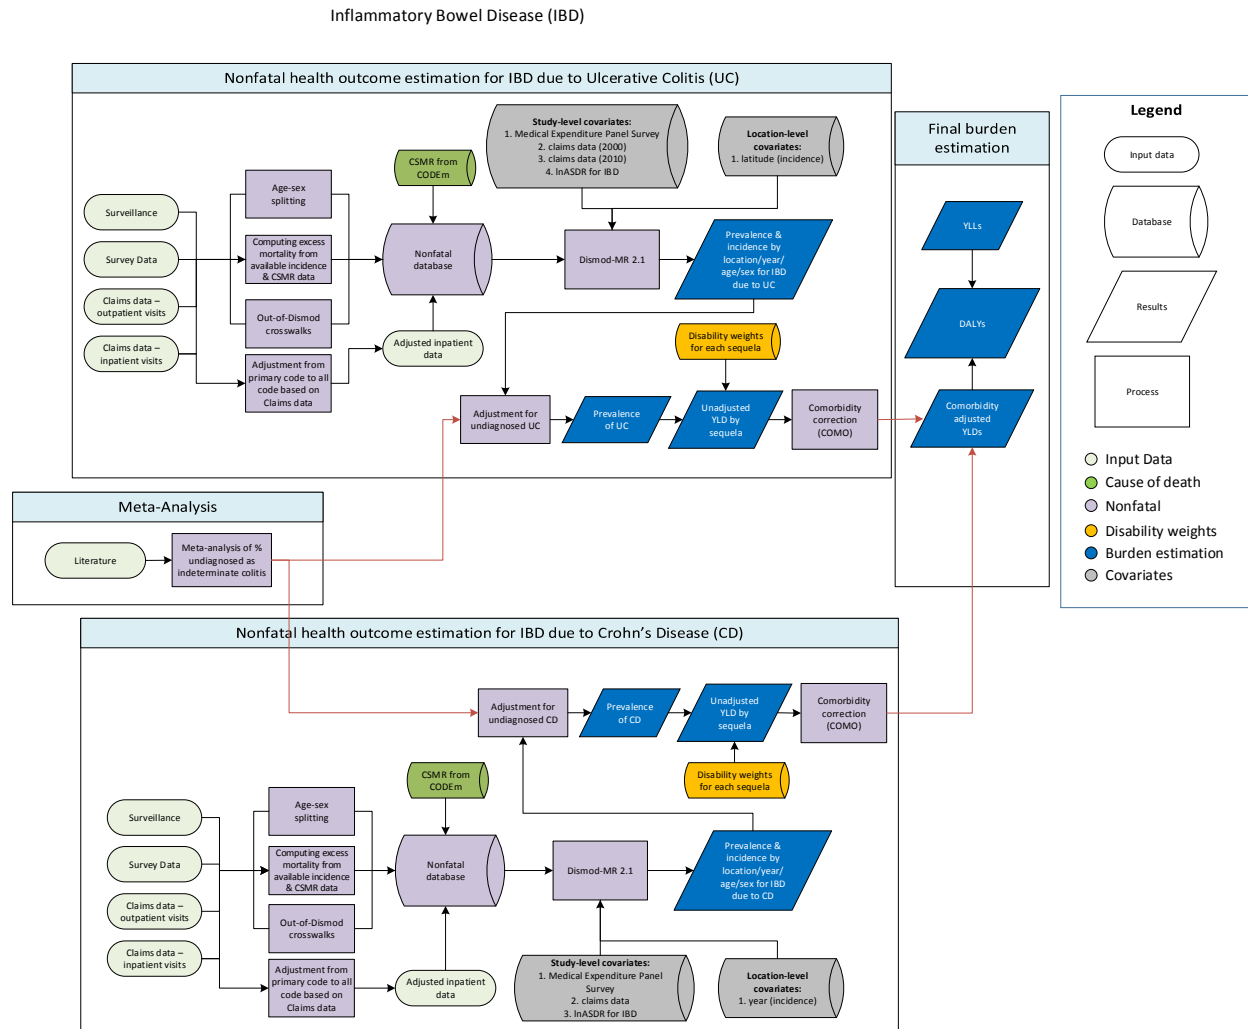 Inflammatory Bowel Disease (IBD)
Nonfatal health outcome estimation for IBD due to Ulcerative Colitis (UC)
Surveillance
Survey Data
Claims data –
outpatient visits
Claims data –
inpatient visits
Age-sex
splitting
Computing excess
mortality from
available incidence
& CSMR data
Out-of-Dismod
crosswalks
Adjustment from
primary code to all
code based on
Claims data
CSMR from
CODEm
Nonfatal
database
Adjusted inpatient
data
Study-level covariates:
1. Medical Expenditure Panel Survey
2. claims data (2000)
3. claims data (2010)
4. lnASDR for IBD
Location-level
covariates:
1. latitude (incidence)
Dismod-MR 2.1
Prevalence &
incidence by
location/year/
age/sex for IBD
due to UC
Disability weights
for each sequela
Adjustment for
undiagnosed UC
Prevalence
of UC
Unadjusted
YLD by
sequela
Comorbidity
correction
(COMO)
Final burden
estimation
YLLs
DALYs
Comorbidity
adjusted
YLDs
Legend
Input data
Database
Results
Process
Input Data
Cause of death
Nonfatal
Disability weights
Burden estimation
Covariates
Meta-Analysis
Literature
Meta-analysis of %
undiagnosed as
indeterminate colitis
Nonfatal health outcome estimation for IBD due to Crohn's Disease (CD)
Adjustment for
undiagnosed CD
Prevalence
of CD
Unadjusted
YLD by
sequela
Comorbidity
correction
(COMO)
Disability weights
for each sequela
CSMR from
CODEm
Surveillance
Survey Data
Claims data –
outpatient visits
Claims data –
inpatient visits
Age-sex
splitting
Computing excess
mortality from
available incidence
& CSMR data
Out-of-Dismod
crosswalks
Adjustment from
primary code to all
code based on
Claims data
Nonfatal
database
Adjusted inpatient
data
Dismod-MR 2.1
Prevalence &
incidence by
location/year/
age/sex for IBD
due to CD
Study-level covariates:
1. Medical Expenditure Panel
Survey
2. claims data
3. lnASDR for IBD
Location-level
covariates:
1. year (incidence)